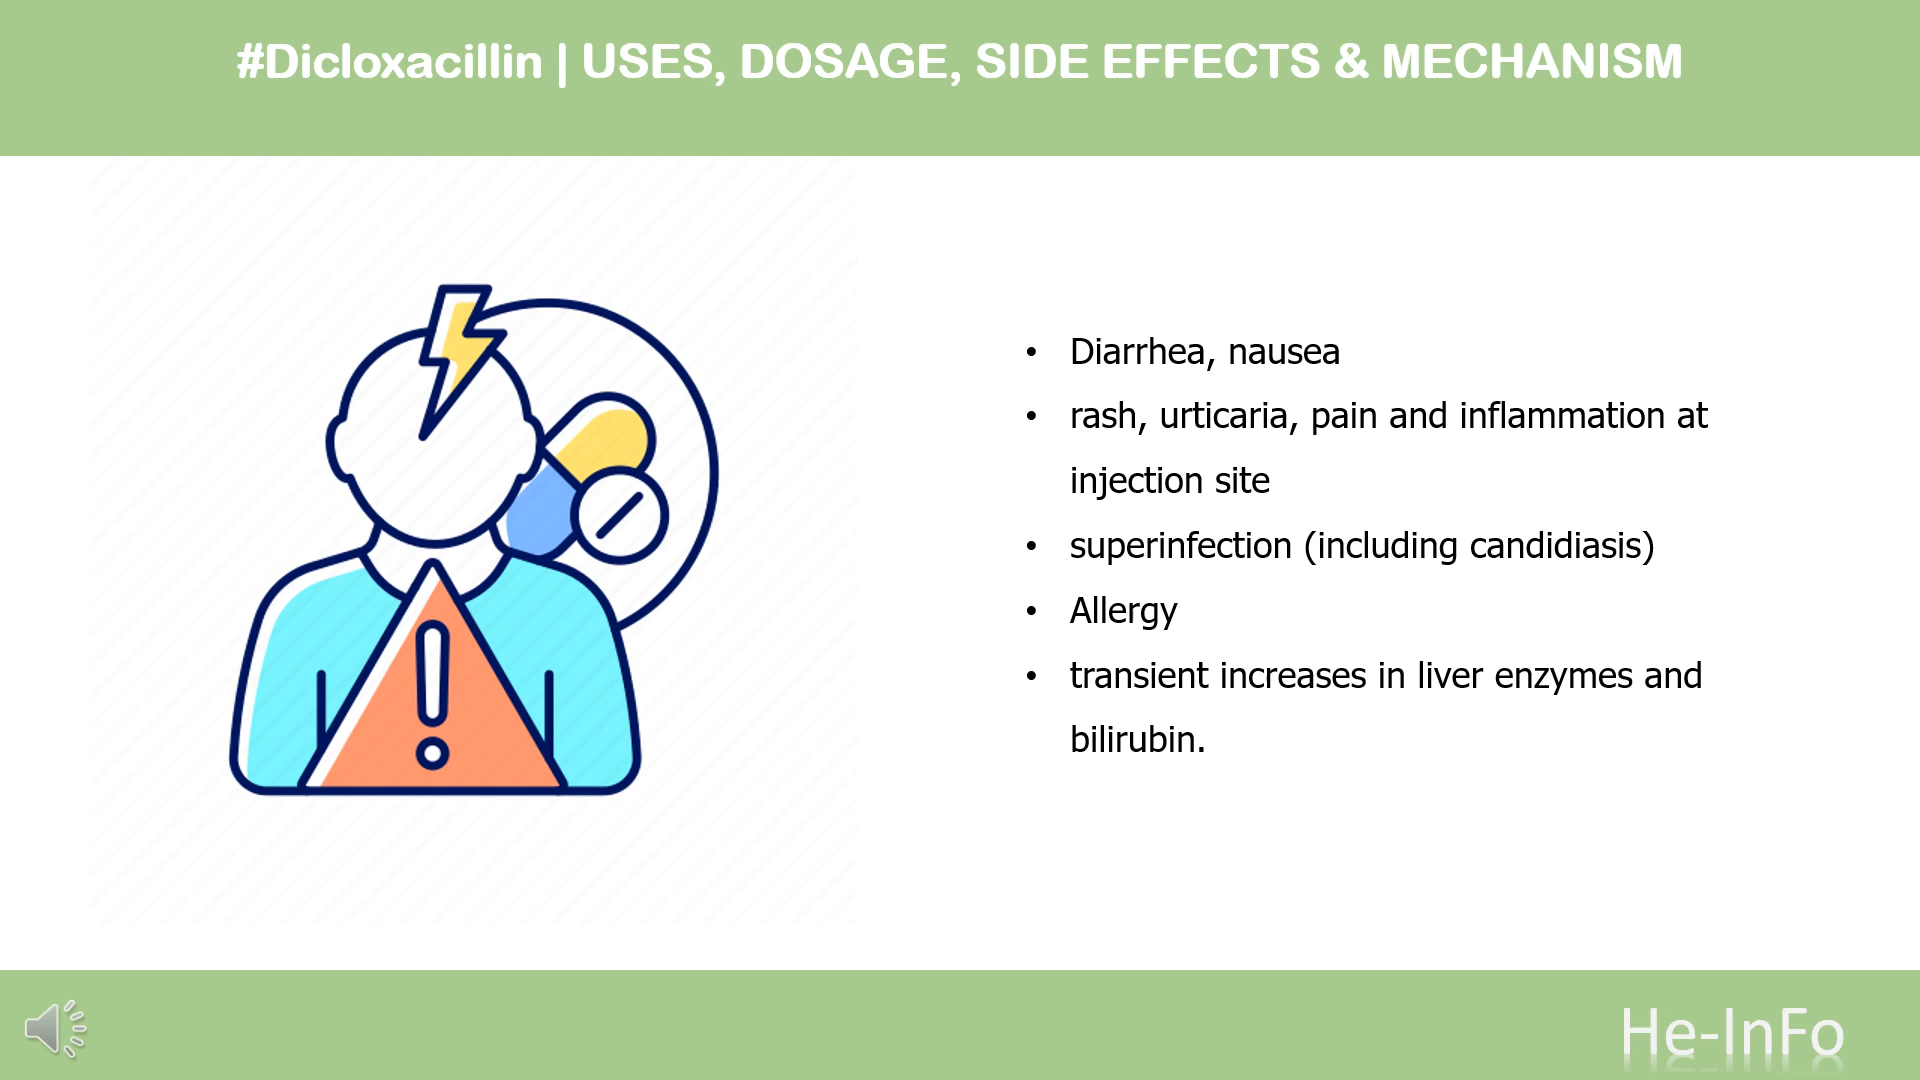 #Dicloxacillin | USES, DOSAGE, SIDE EFFECTS & MECHANISM
• Diarrhea, nausea
• rash, urticaria, pain and inflammation at
injection site
• superinfection (including candidiasis)
• Allergy
• transient increases in liver enzymes and
bilirubin.
He-InFo